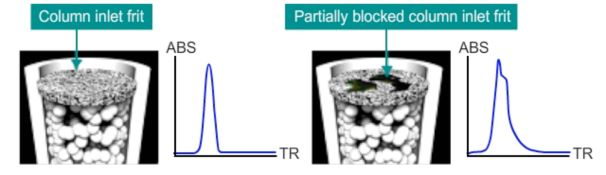 Column inlet frit
Partially blocked column inlet frit
ABS
TR
ABS
TR